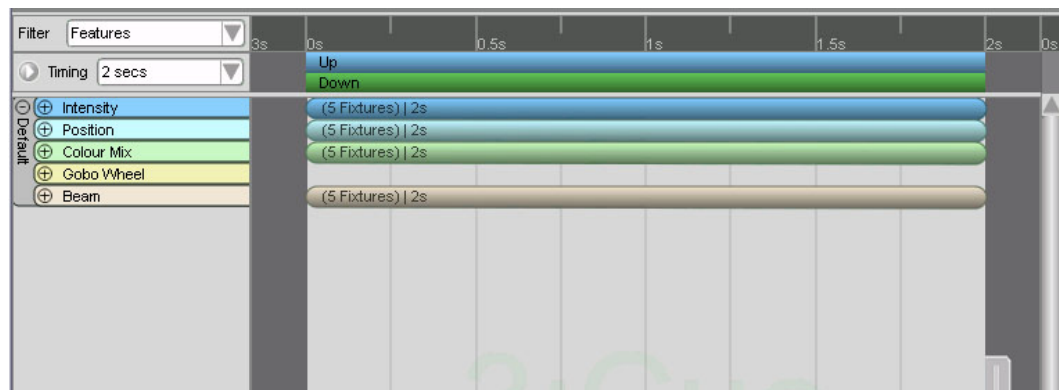 Filter Features
3s 0s 0.5s 1s 1.5s 2s 0s
Timing 2 secs
Up
Down
Default
Intensity (5 Fixtures) | 2s
Position (5 Fixtures) | 2s
Colour Mix (5 Fixtures) | 2s
Gobo Wheel
Beam (5 Fixtures) | 2s